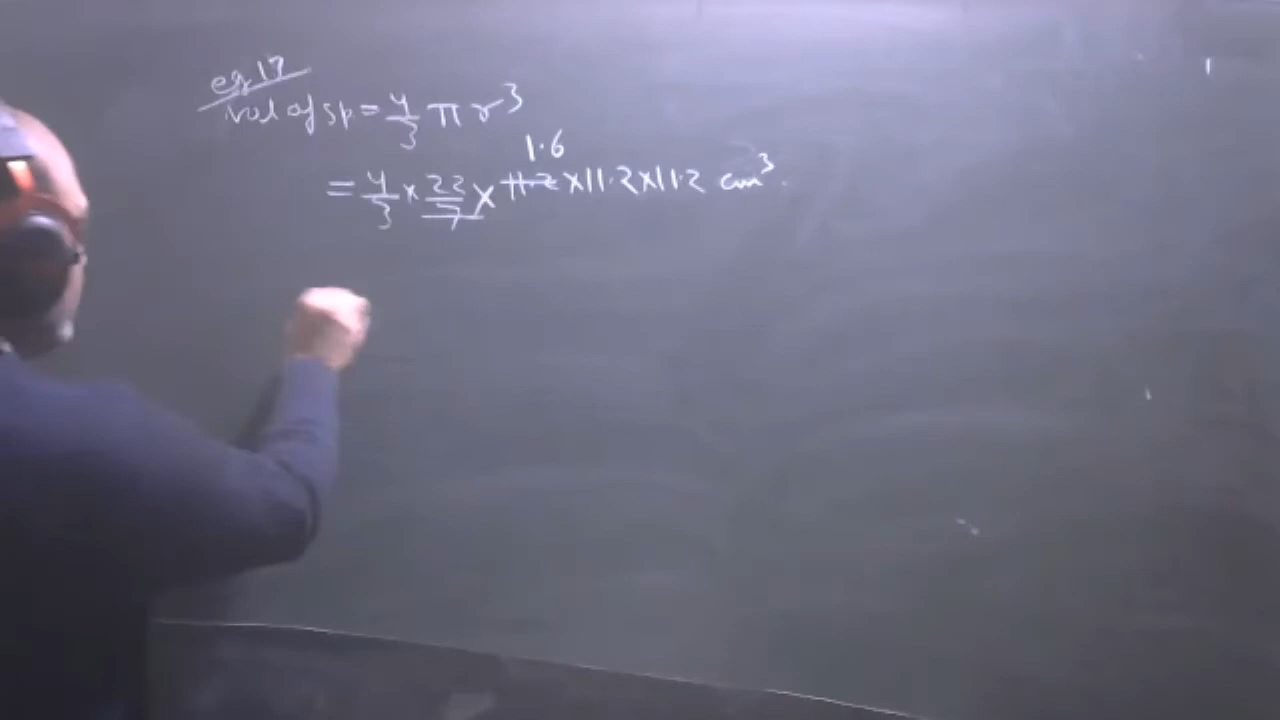 eg 17
Vol of sp = 4/3 π r³
1.6
= 4/3 × 22/7 × 11.2 × 11.2 × 11.2 cm³.